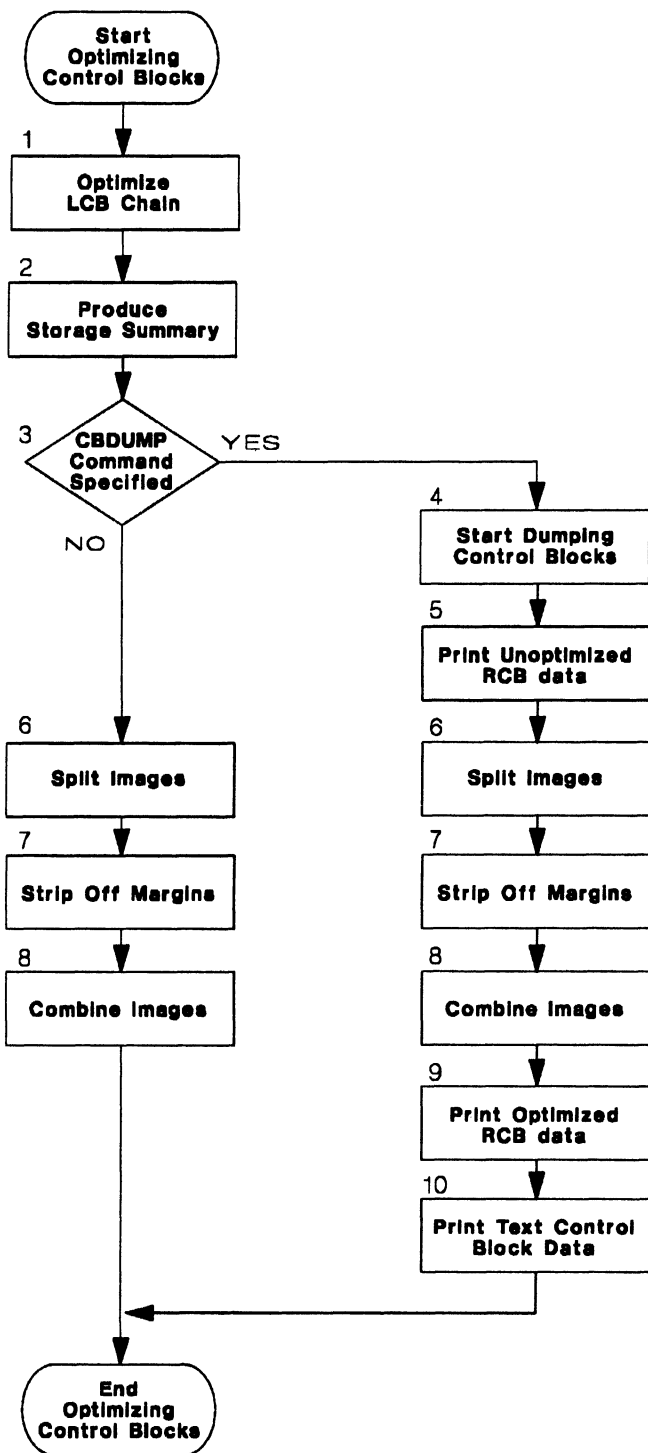 Start
Optimizing
Control Blocks
1
Optimize
LCB Chain
2
Produce
Storage Summary
3
CBDUMP
Command
Specified
YES
NO
4
Start Dumping
Control Blocks
5
Print Unoptimized
RCB data
6
Split Images
7
Strip Off Margins
8
Combine Images
6
Split Images
7
Strip Off Margins
8
Combine Images
9
Print Optimized
RCB data
10
Print Text Control
Block Data
End
Optimizing
Control Blocks